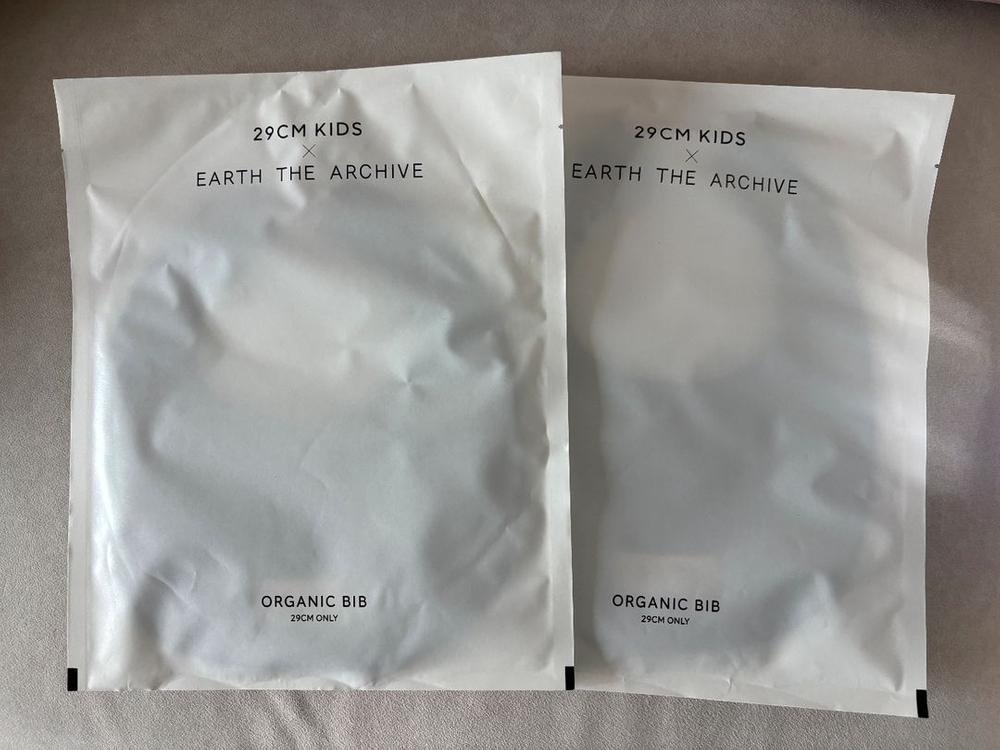 29CM KIDS
×
EARTH THE ARCHIVE
ORGANIC BIB
29CM ONLY
29CM KIDS
×
EARTH THE ARCHIVE
ORGANIC BIB
29CM ONLY